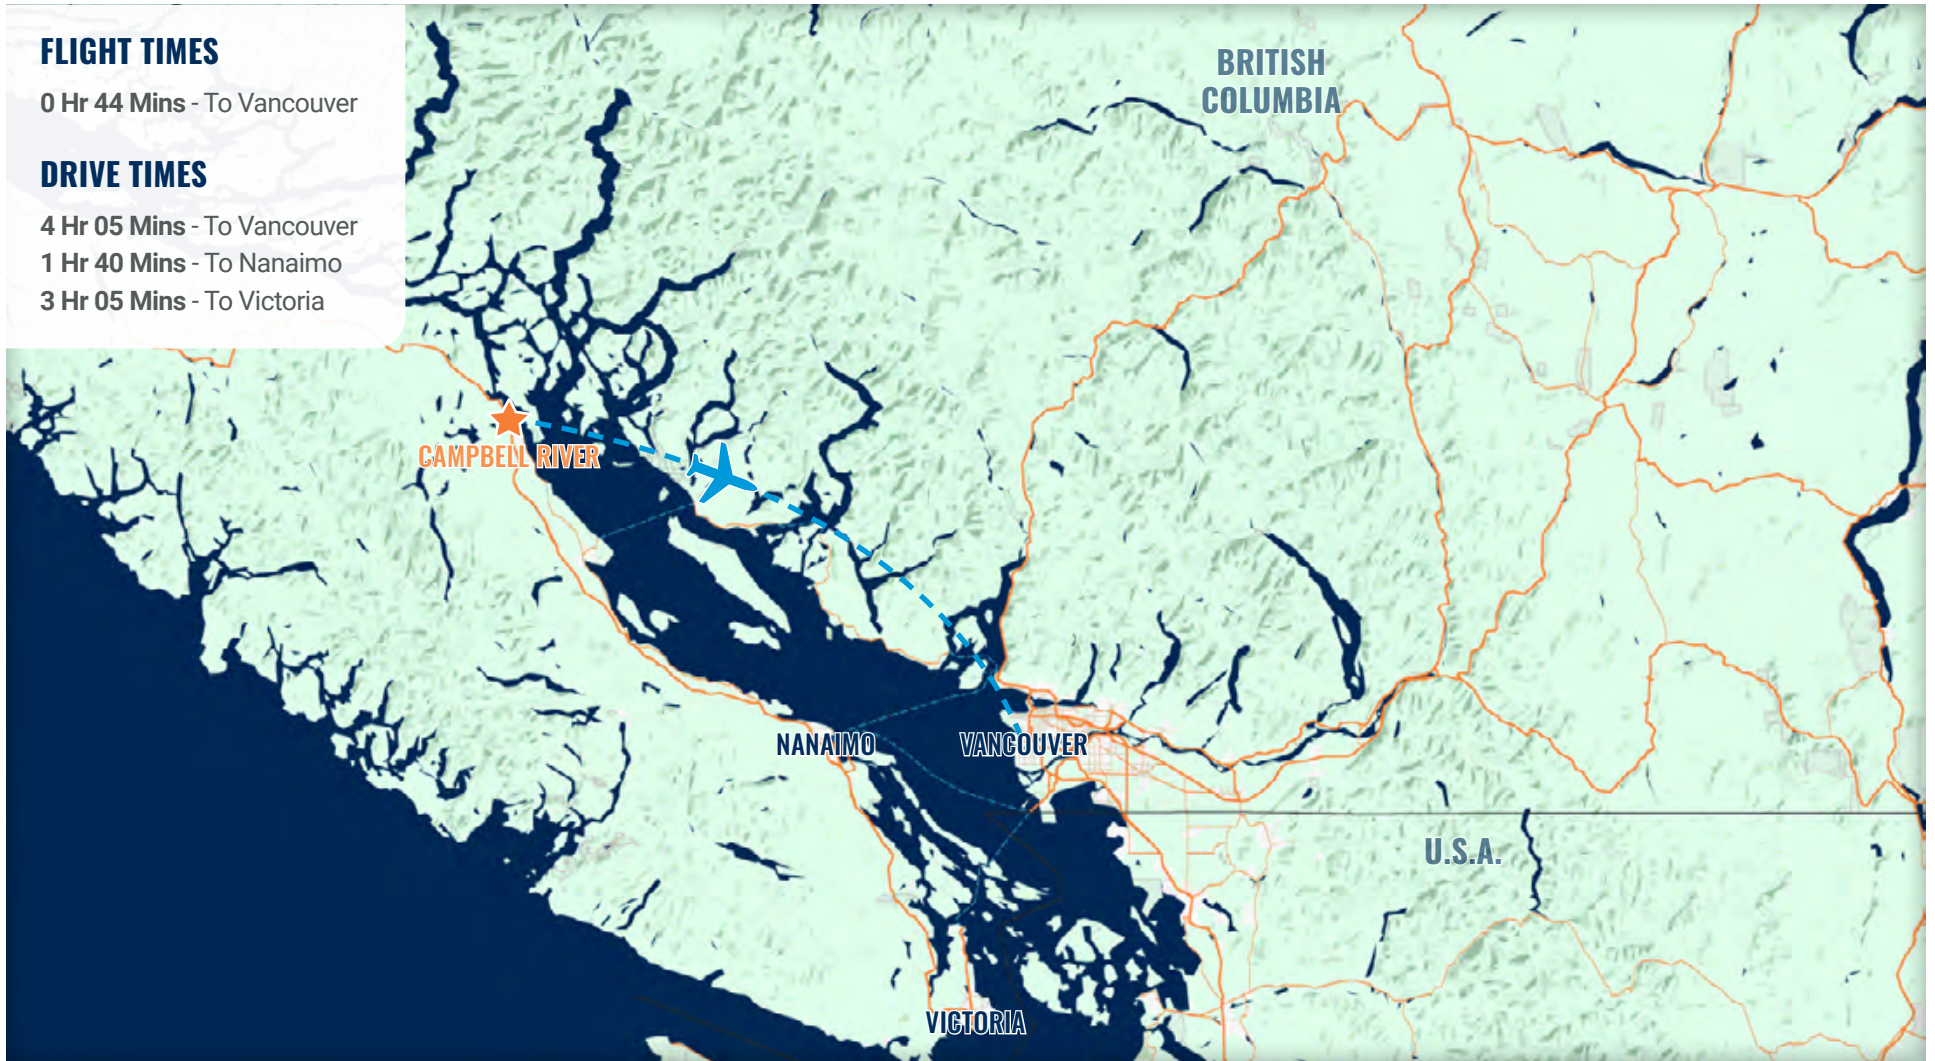 FLIGHT TIMES
0 Hr 44 Mins - To Vancouver
DRIVE TIMES
4 Hr 05 Mins - To Vancouver
1 Hr 40 Mins - To Nanaimo
3 Hr 05 Mins - To Victoria
BRITISH
COLUMBIA
CAMPBELL RIVER
NANAIMO
VANCOUVER
U.S.A.
VICTORIA